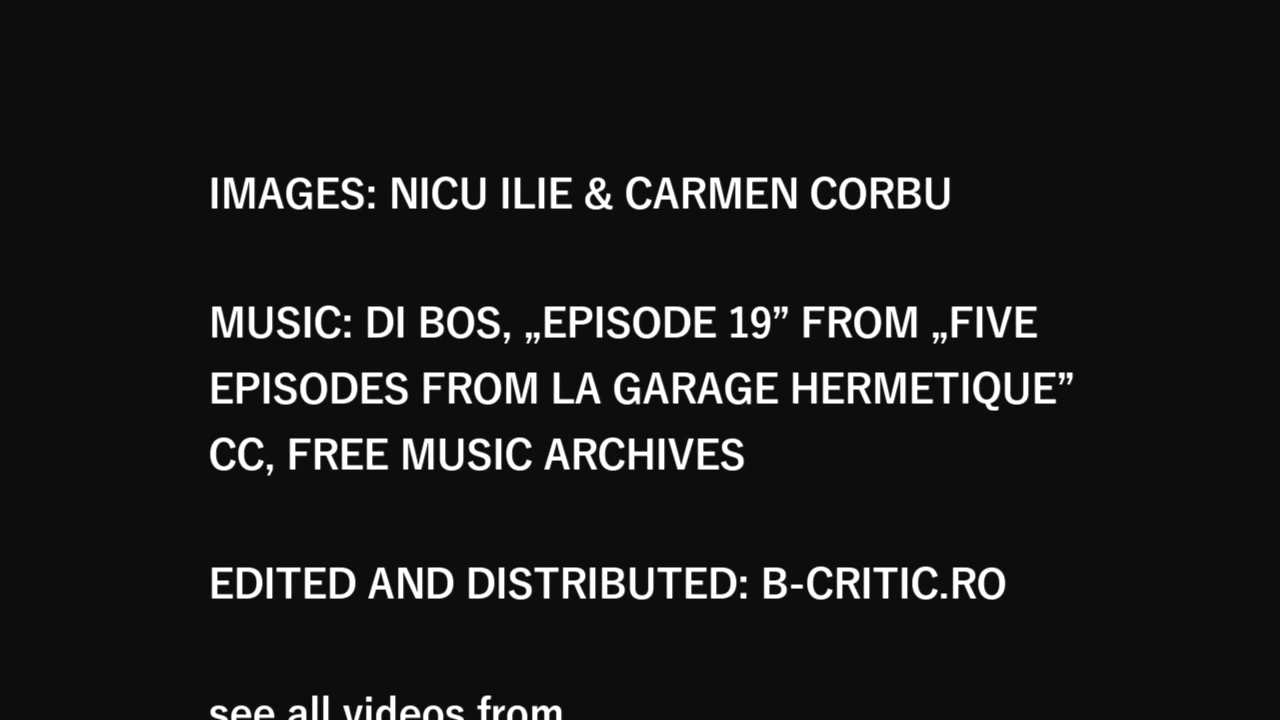 IMAGES: NICU ILIE & CARMEN CORBU
MUSIC: DI BOS, „EPISODE 19” FROM „FIVE
EPISODES FROM LA GARAGE HERMETIQUE”
CC, FREE MUSIC ARCHIVES
EDITED AND DISTRIBUTED: B-CRITIC.RO
see all videos from